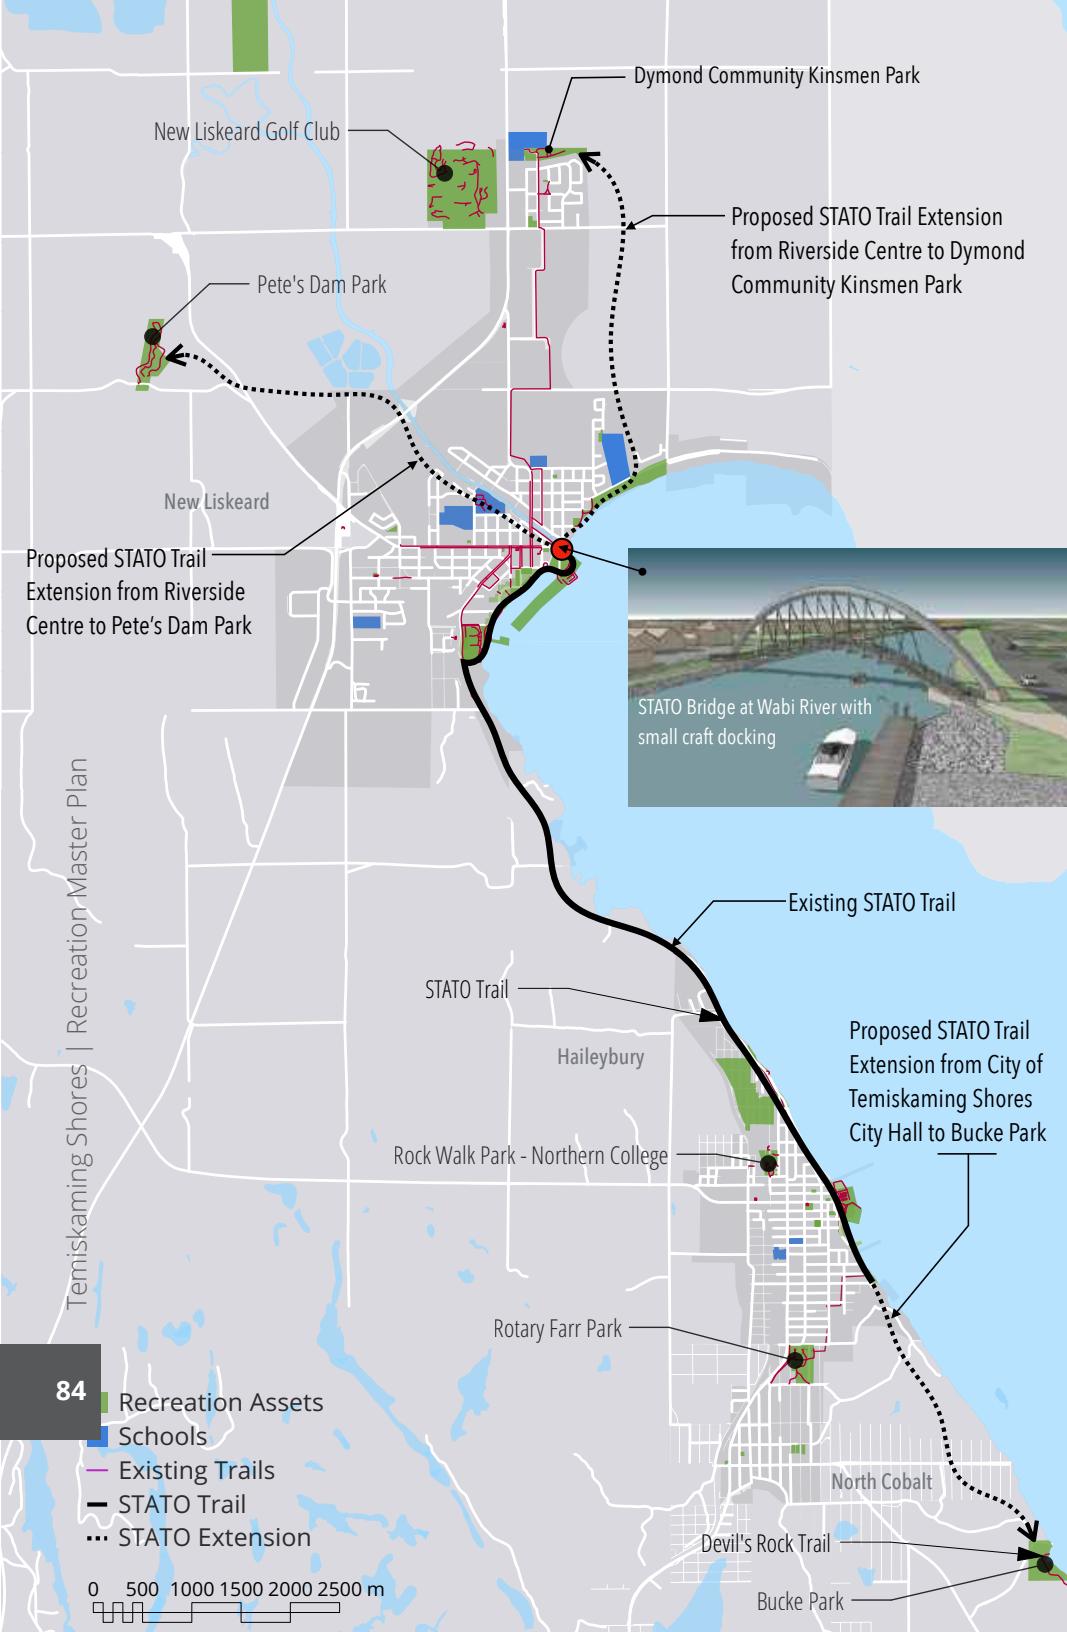 Dymond Community Kinsmen Park
New Liskeard Golf Club
Proposed STATO Trail Extension
from Riverside Centre to Dymond
Community Kinsmen Park
Pete's Dam Park
New Liskeard
Proposed STATO Trail
Extension from Riverside
Centre to Pete’s Dam Park
STATO Bridge at Wabi River with
small craft docking
Existing STATO Trail
STATO Trail
Haileybury
Proposed STATO Trail
Extension from City of
Temiskaming Shores
City Hall to Bucke Park
Rock Walk Park - Northern College
Rotary Farr Park
North Cobalt
Devil's Rock Trail
Bucke Park
Temiskaming Shores | Recreation Master Plan
84
Recreation Assets
Schools
Existing Trails
STATO Trail
STATO Extension
0 500 1000 1500 2000 2500 m